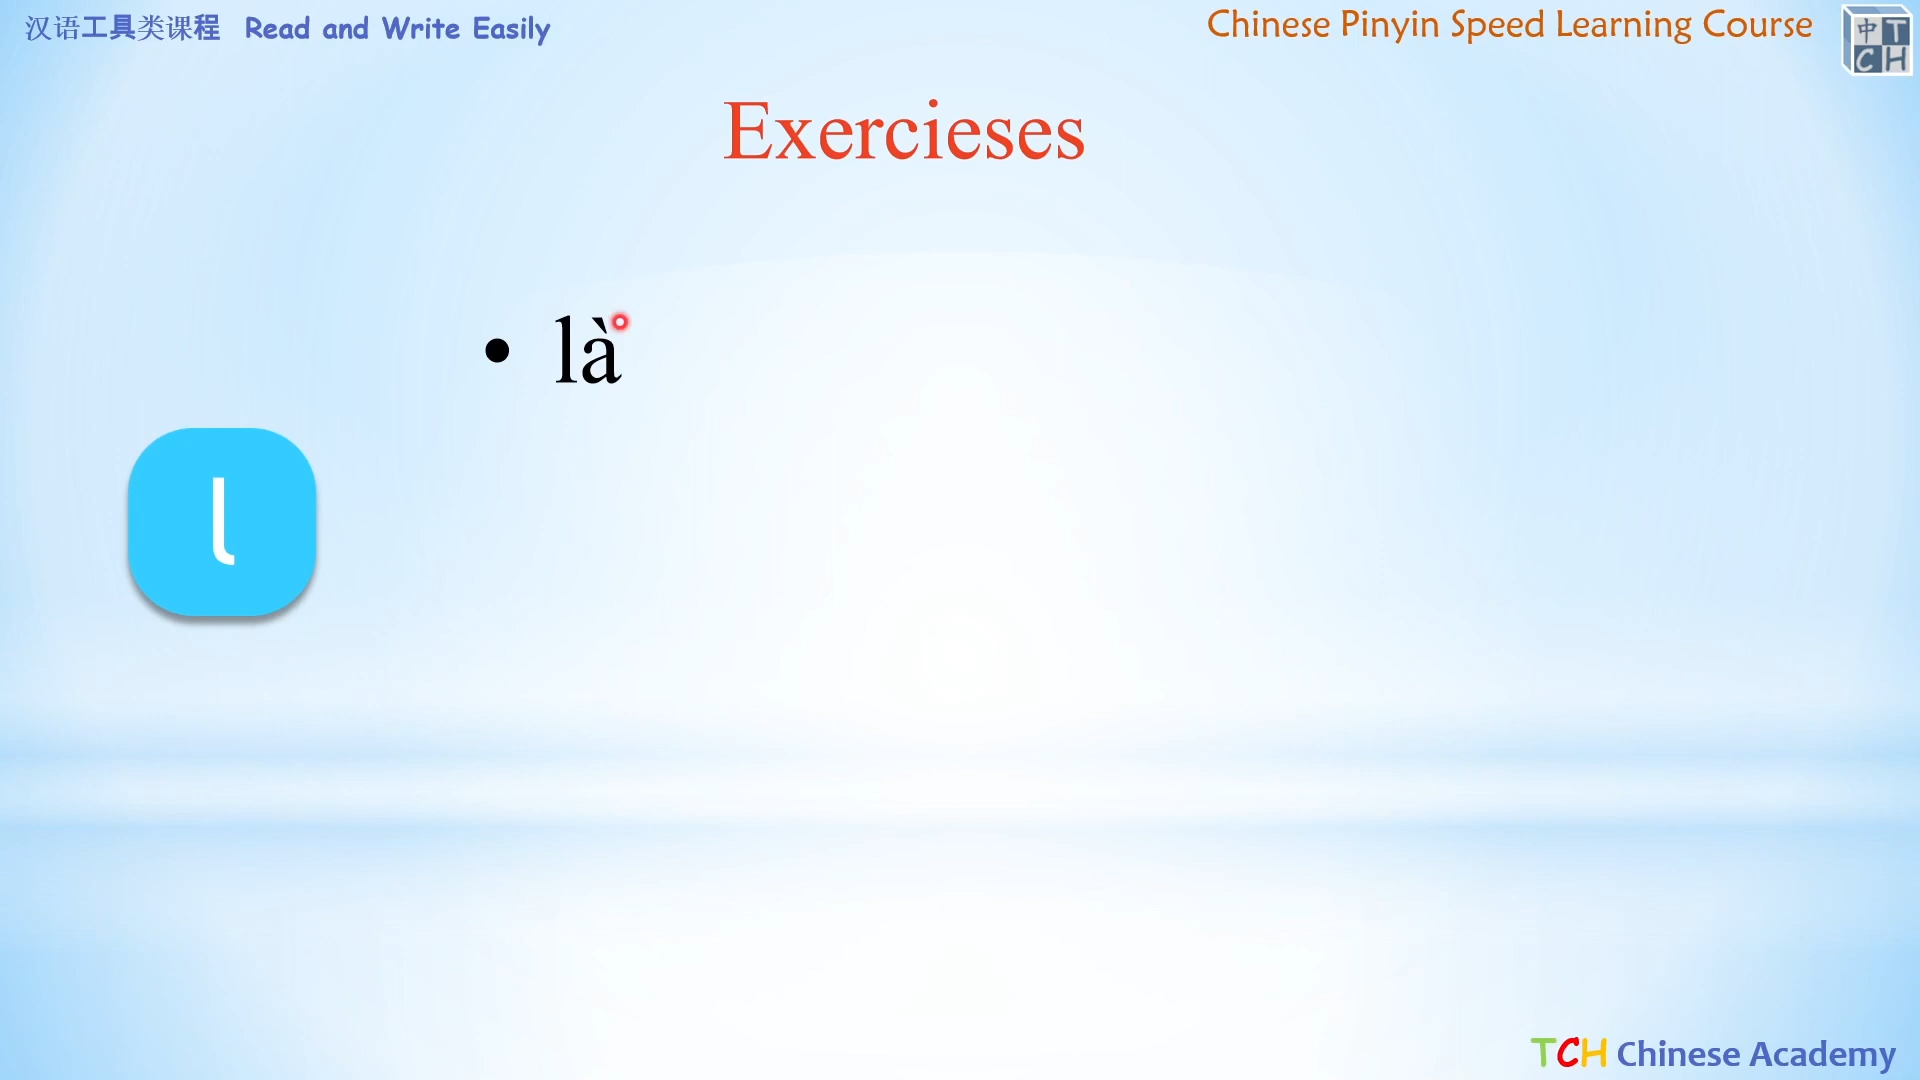 汉语工具类课程 Read and Write Easily
Chinese Pinyin Speed Learning Course
中T
CH
Exercieses
• là
l
TCH Chinese Academy